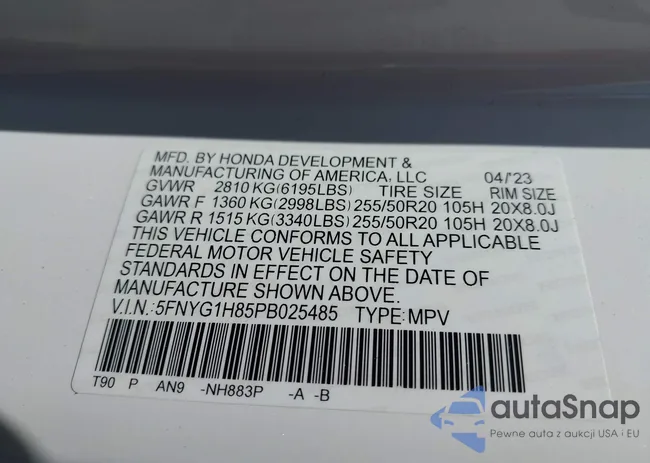 MFD. BY HONDA DEVELOPMENT &
MANUFACTURING OF AMERICA, LLC 04/'23
GVWR 2810 KG(6195LBS) TIRE SIZE RIM SIZE
GAWR F 1360 KG(2998LBS) 255/50R20 105H 20X8.0J
GAWR R 1515 KG(3340LBS) 255/50R20 105H 20X8.0J
THIS VEHICLE CONFORMS TO ALL APPLICABLE
FEDERAL MOTOR VEHICLE SAFETY
STANDARDS IN EFFECT ON THE DATE OF
MANUFACTURE SHOWN ABOVE.
V.I.N.:5FNYG1H85PB025485 TYPE:MPV
T90 P AN9 -NH883P -A -B
autaSnap
Pewne auta z aukcji USA i EU